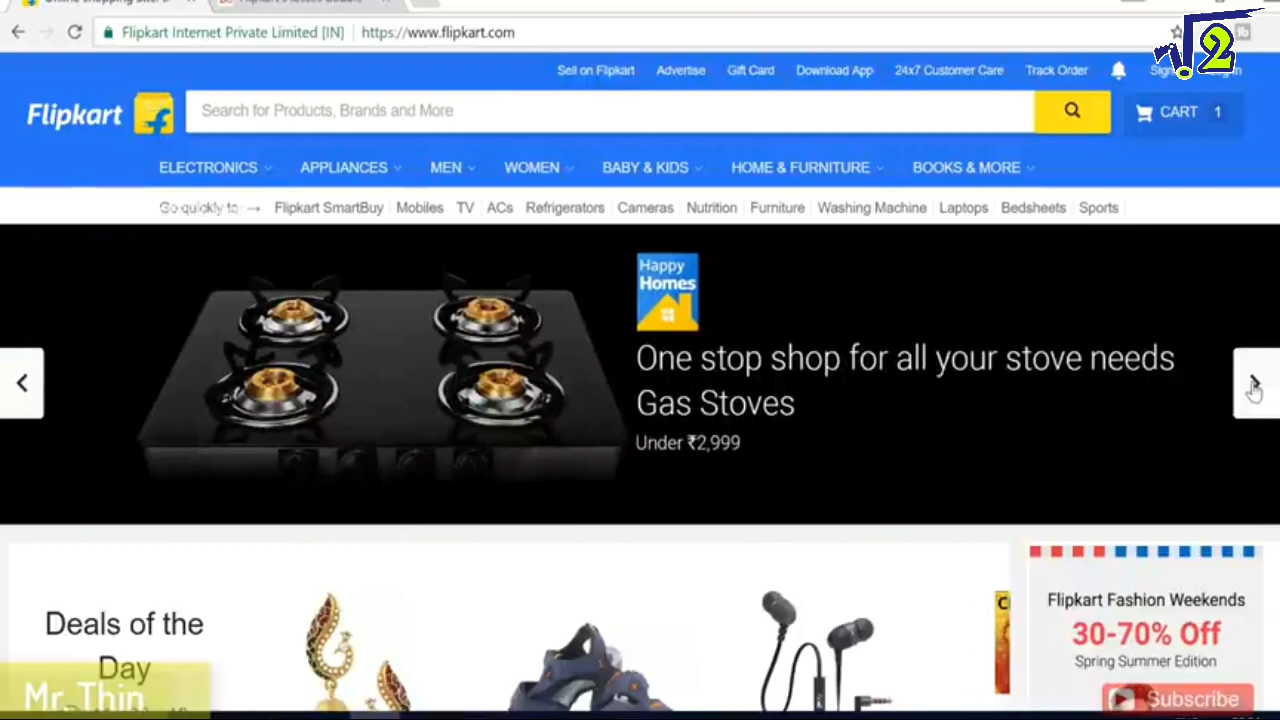 Flipkart Internet Private Limited [IN] https://www.flipkart.com
√2
Sell on Flipkart Advertise Gift Card Download App 24x7 Customer Care Track Order
Flipkart Search for Products, Brands and More CART 1
ELECTRONICS APPLIANCES MEN WOMEN BABY & KIDS HOME & FURNITURE BOOKS & MORE
Go quickly to → Flipkart SmartBuy Mobiles TV ACs Refrigerators Cameras Nutrition Furniture Washing Machine Laptops Bedsheets Sports
Happy
Homes
One stop shop for all your stove needs
Gas Stoves
Under ₹2,999
Deals of the
Day
Flipkart Fashion Weekends
30-70% Off
Spring Summer Edition
Mr. Thin
Subscribe